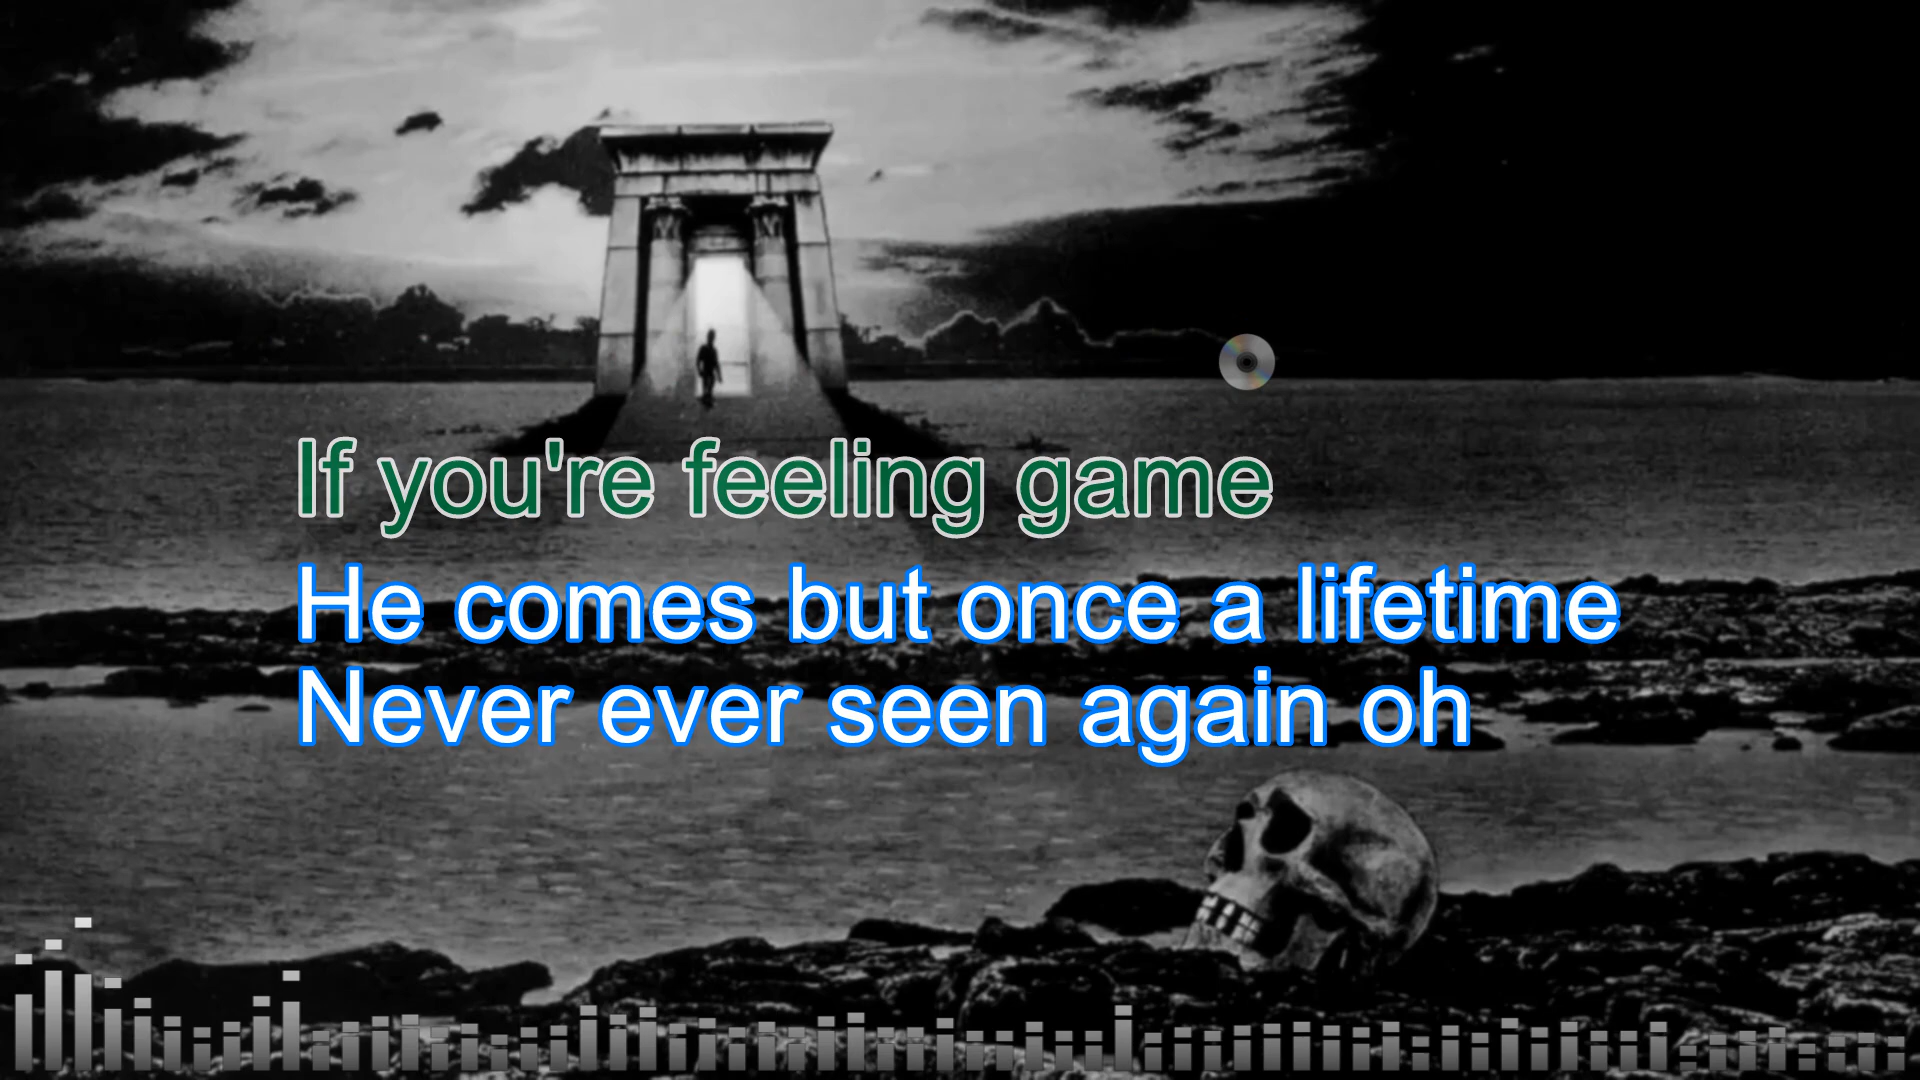 If you're feeling game
He comes but once a lifetime
Never ever seen again oh